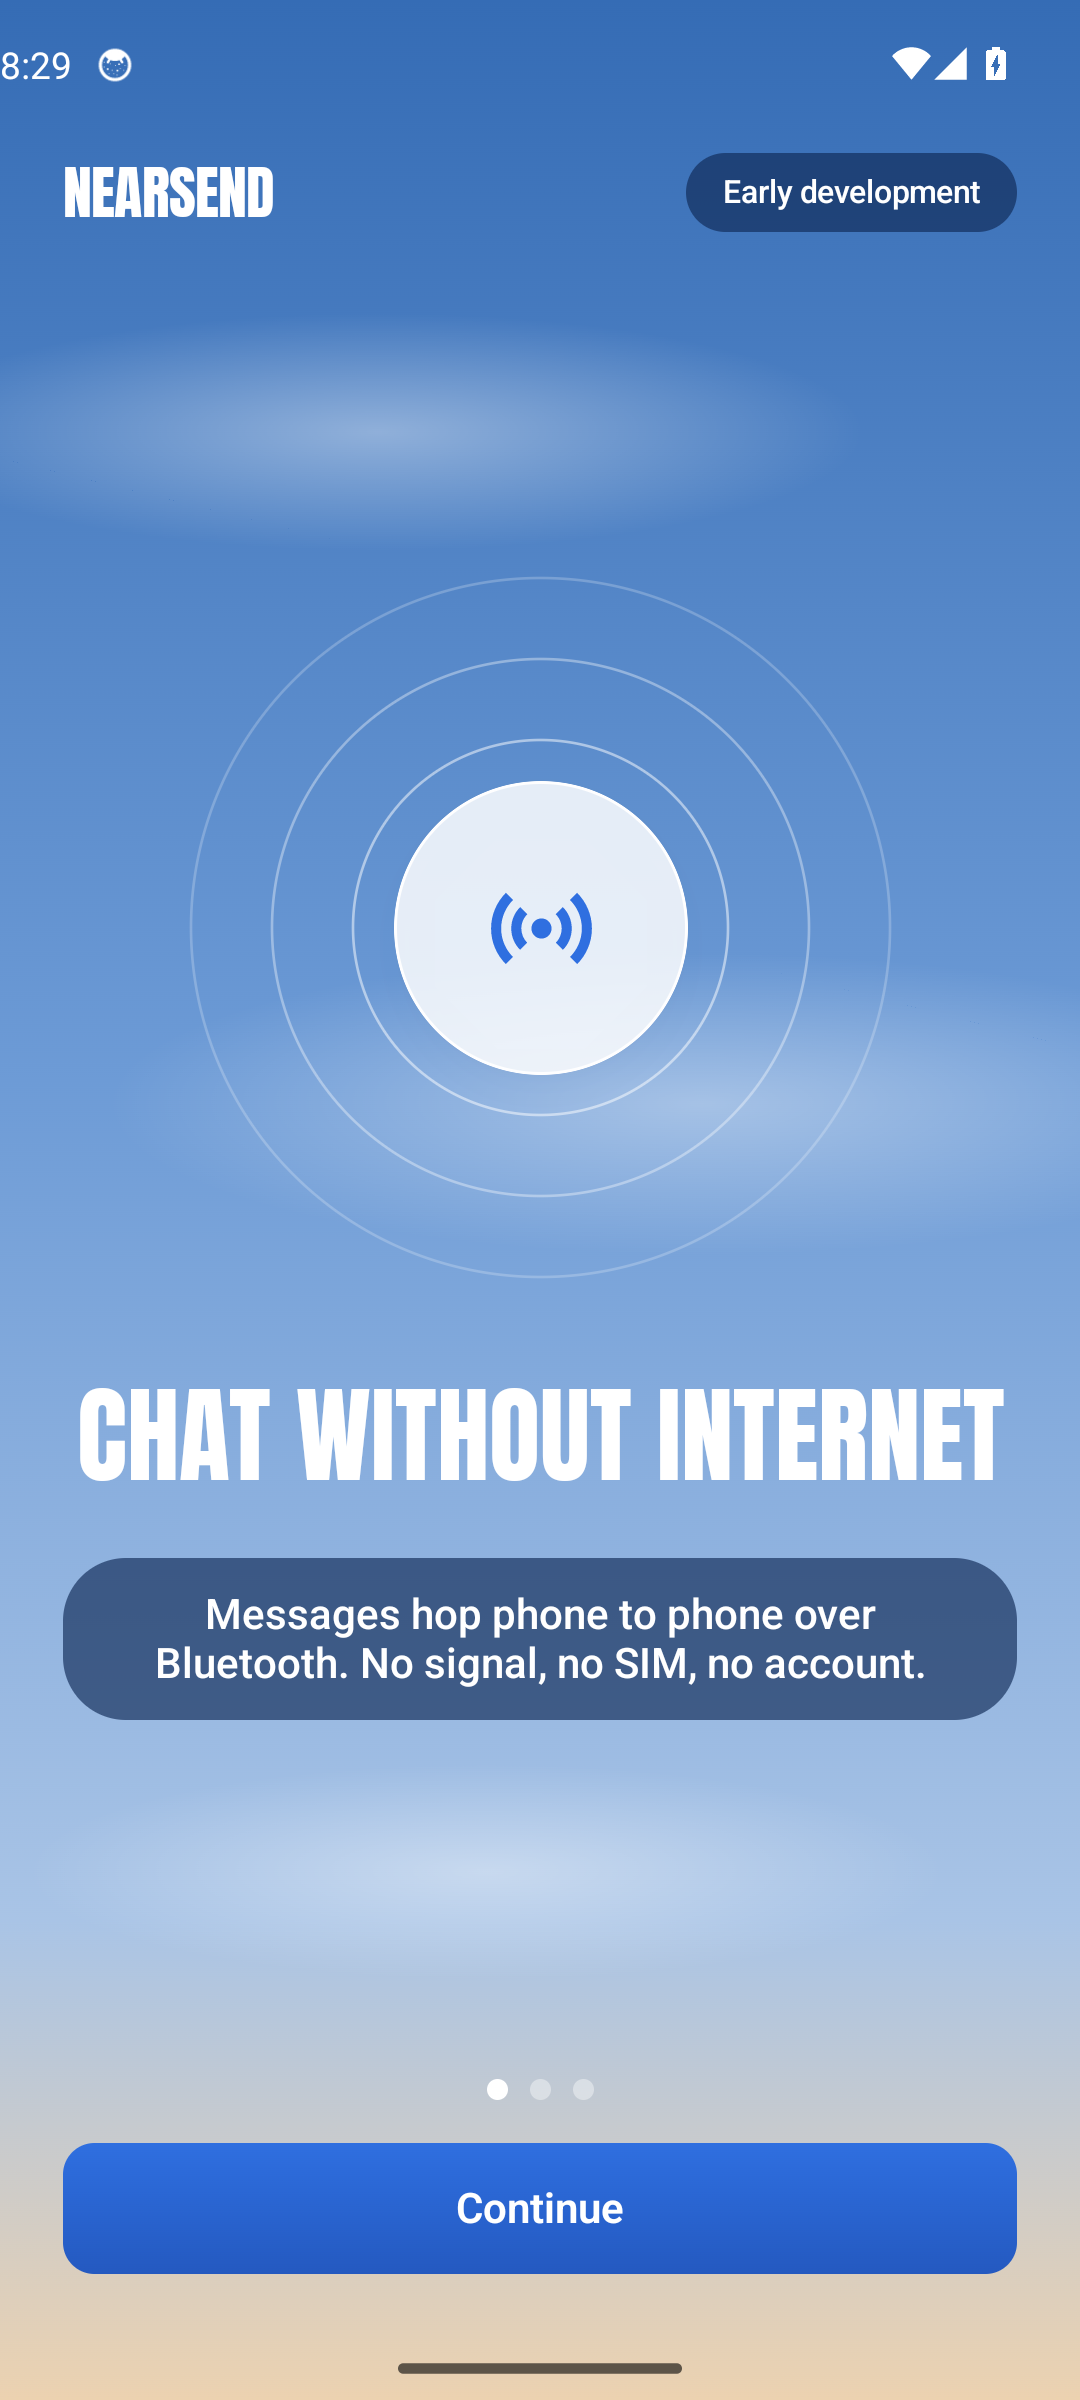 8:29
NEARSEND
Early development
CHAT WITHOUT INTERNET
Messages hop phone to phone over
Bluetooth. No signal, no SIM, no account.
Continue